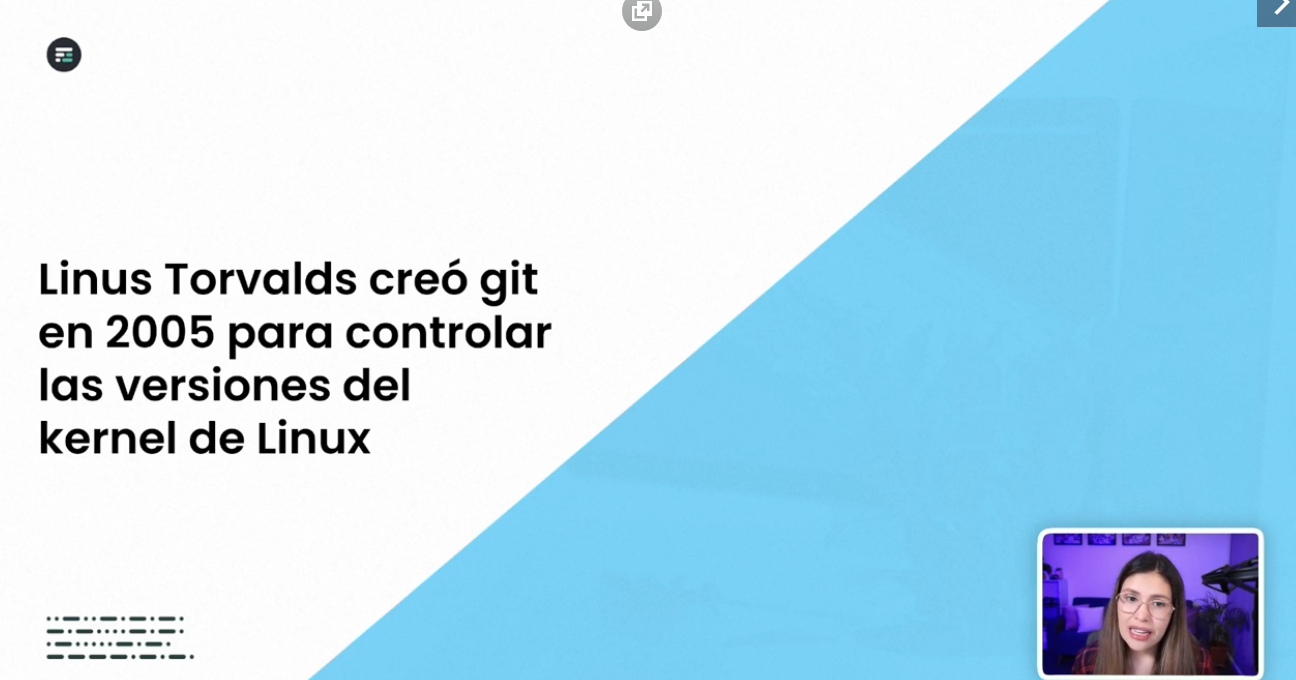 Linus Torvalds creó git
en 2005 para controlar
las versiones del
kernel de Linux